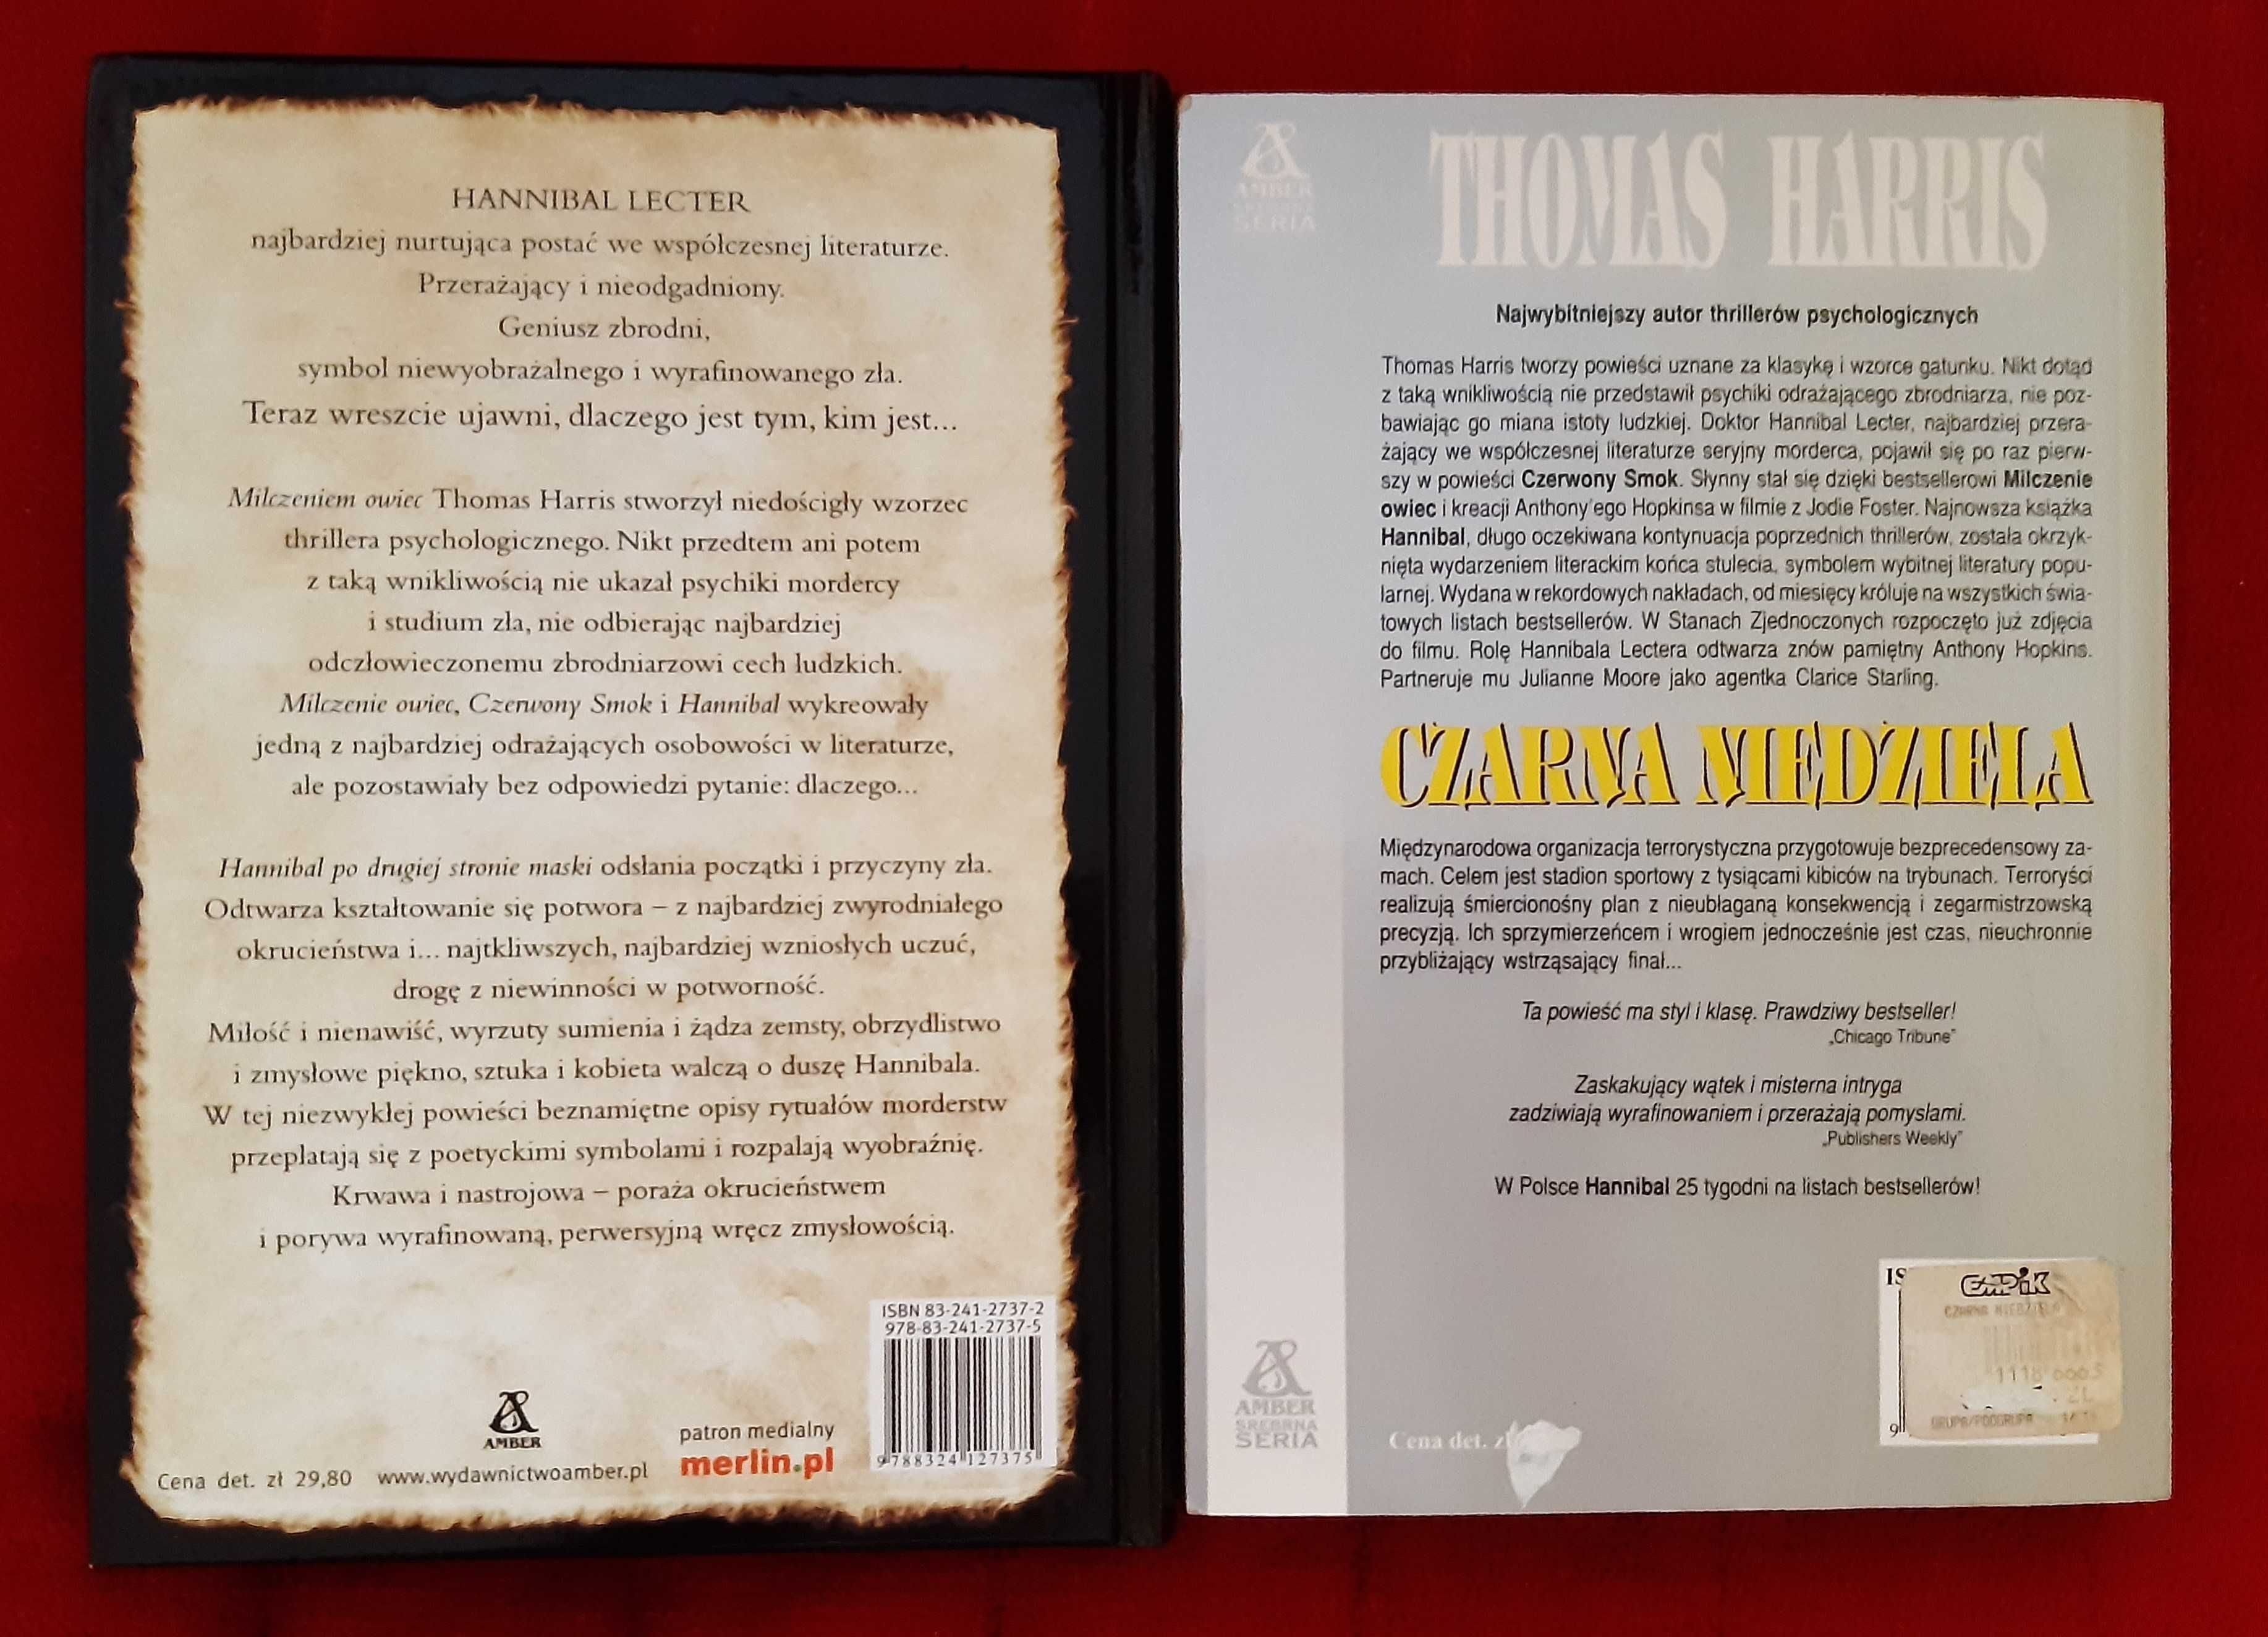 HANNIBAL LECTER
najbardziej nurtująca postać we współczesnej literaturze.
Przerażający i nieodgadniony.
Geniusz zbrodni,
symbol niewyobrażalnego i wyrafinowanego zła.
Teraz wreszcie ujawni, dlaczego jest tym, kim jest...
Milczeniem owiec Thomas Harris stworzył niedościgły wzorzec
thrillera psychologicznego. Nikt przedtem ani potem
z taką wnikliwością nie ukazał psychiki mordercy
i studium zła, nie odbierając najbardziej
odczłowieczonemu zbrodniarzowi cech ludzkich.
Milczenie owiec, Czerwony Smok i Hannibal wykreowały
jedną z najbardziej odrażających osobowości w literaturze,
ale pozostawiały bez odpowiedzi pytanie: dlaczego...
Hannibal po drugiej stronie maski odsłania początki i przyczyny zła.
Odtwarza kształtowanie się potwora – z najbardziej zwyrodniałego
okrucieństwa i... najtkliwszych, najbardziej wzniosłych uczuć,
drogę z niewinności w potworność.
Miłość i nienawiść, wyrzuty sumienia i żądza zemsty, obrzydlistwo
i zmysłowe piękno, sztuka i kobieta walczą o duszę Hannibala.
W tej niezwykłej powieści beznamiętne opisy rytuałów morderstw
przeplatają się z poetyckimi symbolami i rozpalają wyobraźnię.
Krwawa i nastrojowa – poraża okrucieństwem
i porywa wyrafinowaną, perwersyjną wręcz zmysłowością.
ISBN 83-241-2737-2
978-83-241-2737-5
9 788324 127375
AMBER
patron medialny
merlin.pl
Cena det. zł 29,80 www.wydawnictwoamber.pl
AMBER
SERIA
THOMAS HARRIS
Najwybitniejszy autor thrillerów psychologicznych
Thomas Harris tworzy powieści uznane za klasykę i wzorce gatunku. Nikt dotąd
z taką wnikliwością nie przedstawił psychiki odrażającego zbrodniarza, nie poz-
bawiając go miana istoty ludzkiej. Doktor Hannibal Lecter, najbardziej przera-
żający we współczesnej literaturze seryjny morderca, pojawił się po raz pierw-
szy w powieści Czerwony Smok. Słynny stał się dzięki bestsellerowi Milczenie
owiec i kreacji Anthony'ego Hopkinsa w filmie z Jodie Foster. Najnowsza książka
Hannibal, długo oczekiwana kontynuacja poprzednich thrillerów, została okrzyk-
nięta wydarzeniem literackim końca stulecia, symbolem wybitnej literatury popu-
larnej. Wydana w rekordowych nakładach, od miesięcy króluje na wszystkich świa-
towych listach bestsellerów. W Stanach Zjednoczonych rozpoczęto już zdjęcia
do filmu. Rolę Hannibala Lectera odtwarza znów pamiętny Anthony Hopkins.
Partneruje mu Julianne Moore jako agentka Clarice Starling.
CZARNA NIEDZIELA
Międzynarodowa organizacja terrorystyczna przygotowuje bezprecedensowy za-
mach. Celem jest stadion sportowy z tysiącami kibiców na trybunach. Terroryści
realizują śmiercionośny plan z nieubłaganą konsekwencją i zegarmistrzowską
precyzją. Ich sprzymierzeńcem i wrogiem jednocześnie jest czas, nieuchronnie
przybliżający wstrząsający finał...
Ta powieść ma styl i klasę. Prawdziwy bestseller!
„Chicago Tribune"
Zaskakujący wątek i misterna intryga
zadziwiają wyrafinowaniem i przerażają pomysłami.
„Publishers Weekly"
W Polsce Hannibal 25 tygodni na listach bestsellerów!
IS
EMPiK
CZARNA NIEDZIELA
ZL
GRUPA/PODGRUPA
9
AMBER
SREBRNA
SERIA
Cena det. zł